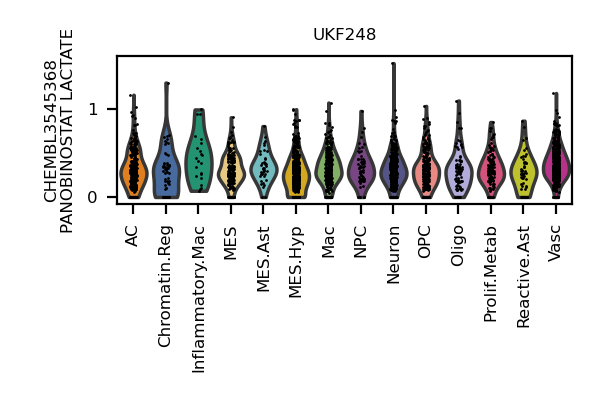 UKF248
CHEMBL3545368
PANOBINOSTAT LACTATE
1
0
AC
Chromatin.Reg
Inflammatory.Mac
MES
MES.Ast
MES.Hyp
Mac
NPC
Neuron
OPC
Oligo
Prolif.Metab
Reactive.Ast
Vasc